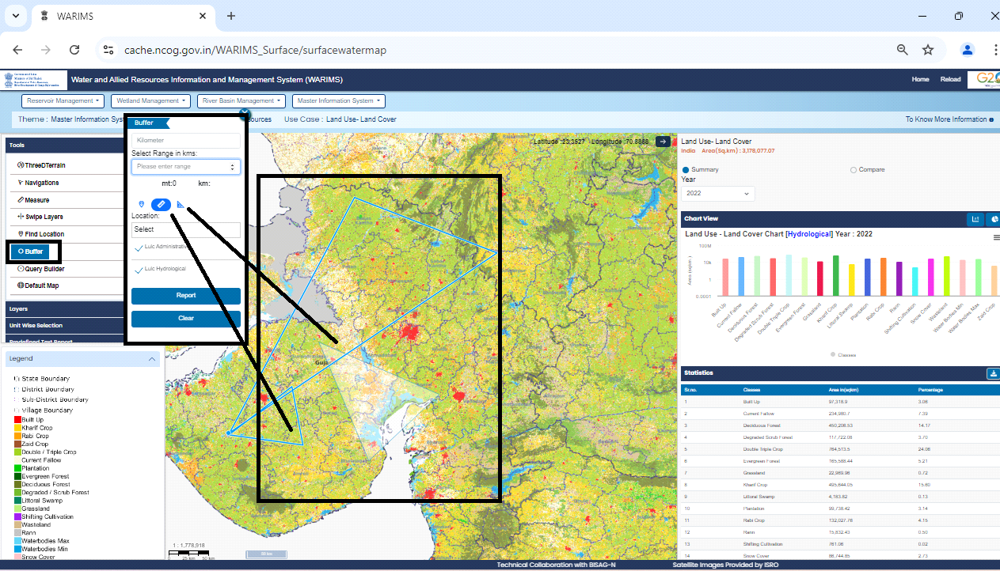 WARIMS
cache.ncog.gov.in/WARIMS_Surface/surfacewatermap
Water and Allied Resources Information and Management System (WARIMS)
Home Reload G20
Reservoir Management Wetland Management River Basin Management Master Information System
Theme : Master Information Sys ources Use Case : Land Use- Land Cover To Know More Information
Tools
ThreeDTerrain
Navigations
Measure
Swipe Layers
Find Location
Buffer
Query Builder
Default Map
Layers
Unit Wise Selection
Predefined Text Report
Buffer
Kilometer
Select Range in kms:
Please enter range
mt:0 km:
Location:
Select
Lulc Administrative
Lulc Hydrological
Report
Clear
Legend
State Boundary
District Boundary
Sub-District Boundary
Village Boundary
Built Up
Kharif Crop
Rabi Crop
Zaid Crop
Double / Triple Crop
Current Fallow
Plantation
Evergreen Forest
Deciduous Forest
Degraded / Scrub Forest
Littoral Swamp
Grassland
Shifting Cultivation
Wasteland
Rann
Waterbodies Max
Waterbodies Min
Snow Cover
Latitude :23.3527 Longitude :70.8868
Gujarat
1 : 1,778,918
0 25 km 50 km
Land Use- Land Cover
India Area(Sq.km) : 3,178,077.07
Summary Compare
Year
2022
Chart View
Land Use - Land Cover Chart [Hydrological] Year : 2022
Area (sq.km )
100M
10k
1
0.0001
Built Up
Current Fallow
Deciduous Forest
Degraded Scrub Forest
Double Triple Crop
Evergreen Forest
Grassland
Kharif Crop
Littoral Swamp
Plantation
Rabi Crop
Rann
Shifting Cultivation
Snow Cover
Wasteland
Water Bodies Min
Water Bodies Max
Zaid Crop
Classes
Statistics
Sr.no. Classes Area in(sqkm) Percentage
1 Built Up 97,318.9 3.06
2 Current Fallow 234,980.7 7.39
3 Deciduous Forest 450,206.53 14.17
4 Degraded Scrub Forest 117,722.08 3.70
5 Double Triple Crop 764,513.5 24.06
6 Evergreen Forest 165,588.44 5.21
7 Grassland 22,969.96 0.72
8 Kharif Crop 495,644.05 15.60
9 Littoral Swamp 4,183.82 0.13
10 Plantation 99,738.42 3.14
11 Rabi Crop 132,027.76 4.15
12 Rann 15,832.43 0.50
13 Shifting Cultivation 761.06 0.02
14 Snow Cover 86,744.85 2.73
Technical Collaboration with BISAG-N Satellite Images Provided by ISRO